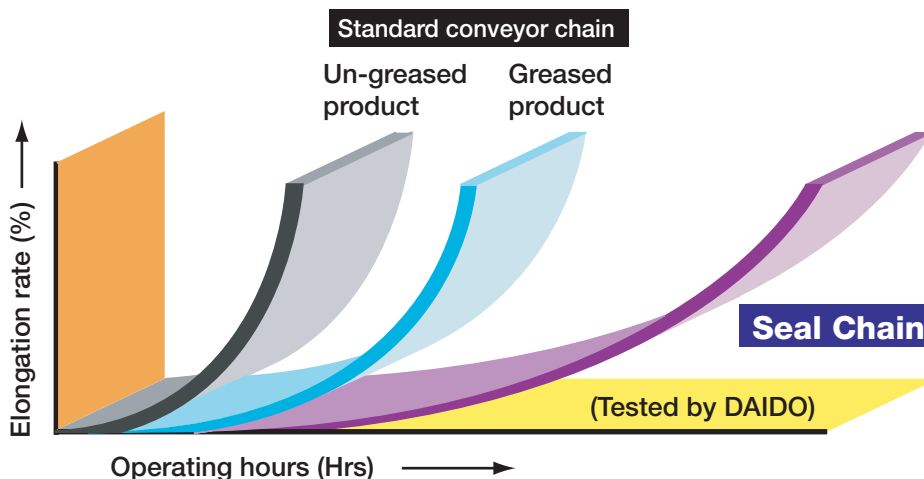 Standard conveyor chain
Un-greased
product
Greased
product
Elongation rate (%)
Seal Chain
(Tested by DAIDO)
Operating hours (Hrs)